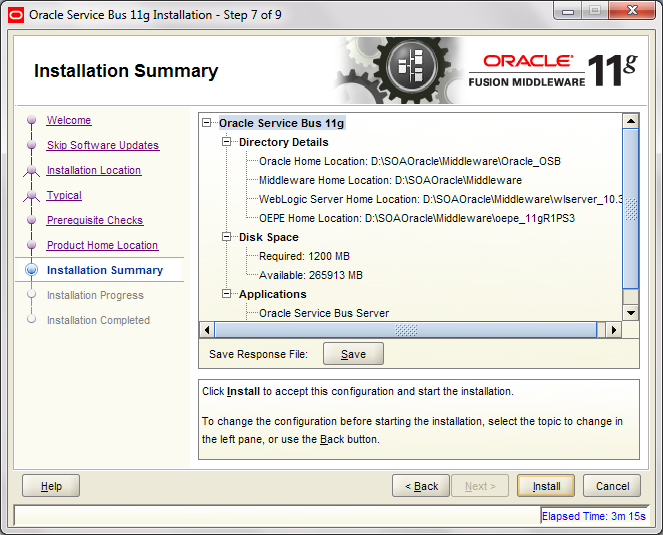 Oracle Service Bus 11g Installation - Step 7 of 9
Installation Summary
ORACLE
FUSION MIDDLEWARE 11g
Welcome
Skip Software Updates
Installation Location
Typical
Prerequisite Checks
Product Home Location
Installation Summary
Installation Progress
Installation Completed
Oracle Service Bus 11g
Directory Details
Oracle Home Location: D:\SOAOracle\Middleware\Oracle_OSB
Middleware Home Location: D:\SOAOracle\Middleware
WebLogic Server Home Location: D:\SOAOracle\Middleware\wlserver_10.3
OEPE Home Location: D:\SOAOracle\Middleware\oepe_11gR1PS3
Disk Space
Required: 1200 MB
Available: 265913 MB
Applications
Oracle Service Bus Server
Save Response File: Save
Click Install to accept this configuration and start the installation.
To change the configuration before starting the installation, select the topic to change in
the left pane, or use the Back button.
Help < Back Next > Install Cancel
Elapsed Time: 3m 15s